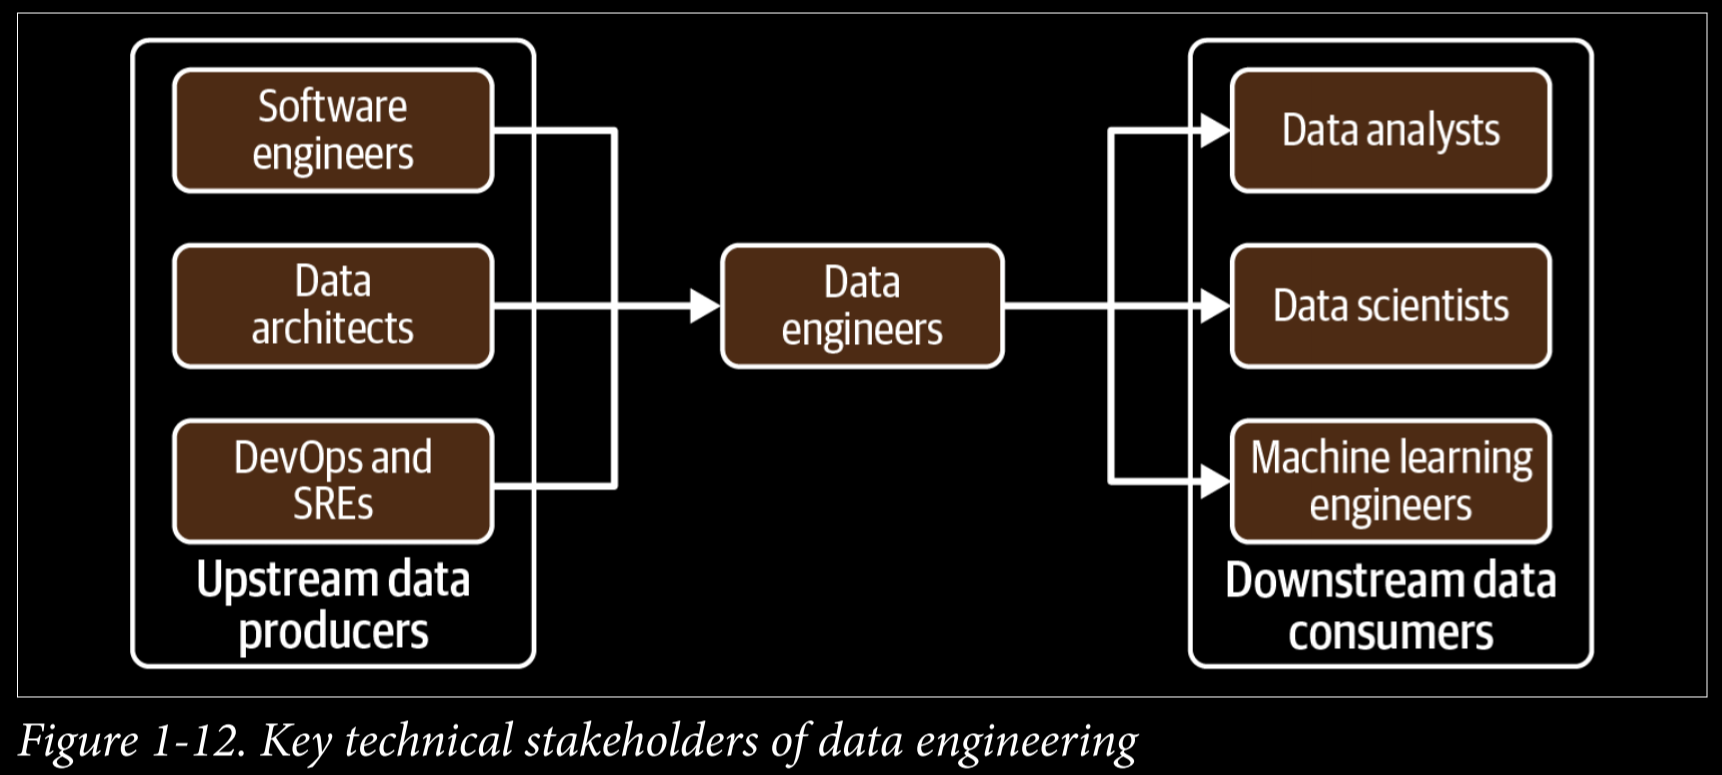 Software
engineers
Data
architects
DevOps and
SREs
Upstream data
producers
Data
engineers
Data analysts
Data scientists
Machine learning
engineers
Downstream data
consumers
Figure 1-12. Key technical stakeholders of data engineering